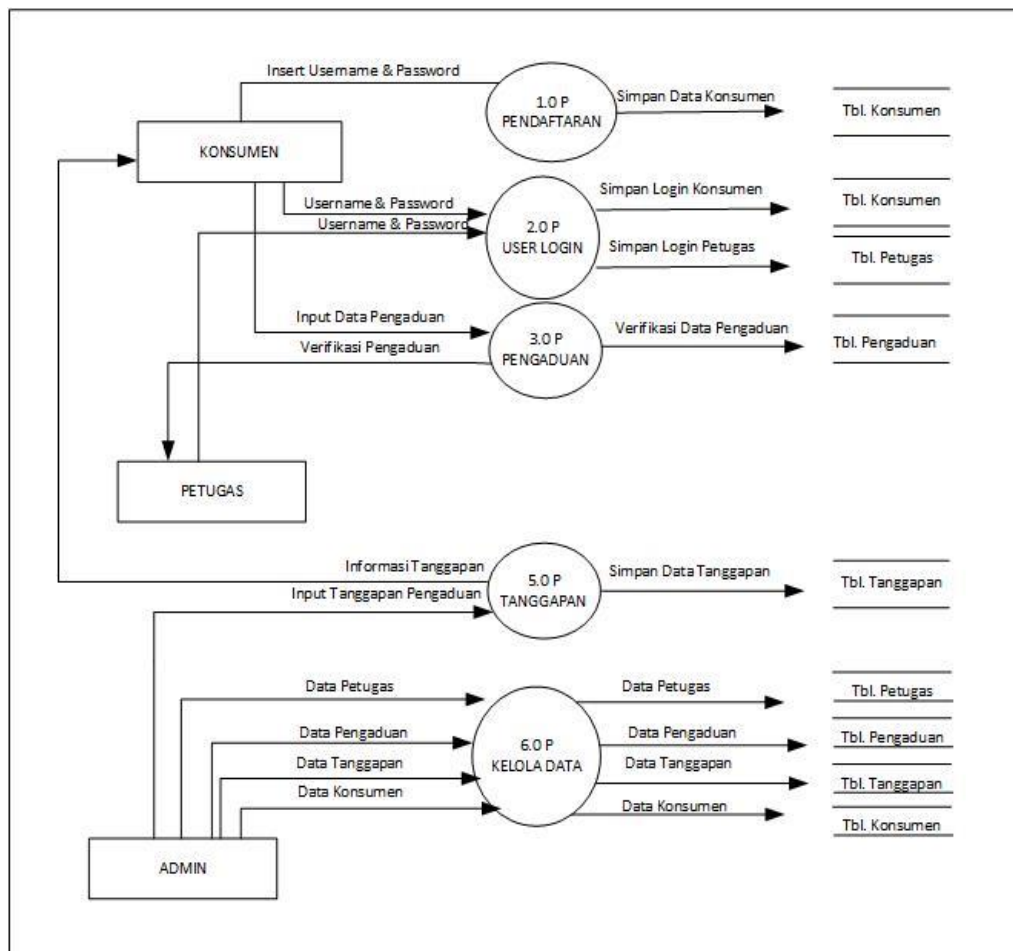 Insert Username & Password
1.0 P
PENDAFTARAN
Simpan Data Konsumen
Tbl. Konsumen
KONSUMEN
Username & Password
Username & Password
2.0 P
USER LOGIN
Simpan Login Konsumen
Tbl. Konsumen
Simpan Login Petugas
Tbl. Petugas
Input Data Pengaduan
Verifikasi Pengaduan
3.0 P
PENGADUAN
Verifikasi Data Pengaduan
Tbl. Pengaduan
PETUGAS
Informasi Tanggapan
Input Tanggapan Pengaduan
5.0 P
TANGGAPAN
Simpan Data Tanggapan
Tbl. Tanggapan
Data Petugas
Data Pengaduan
Data Tanggapan
Data Konsumen
6.0 P
KELOLA DATA
Data Petugas
Data Pengaduan
Data Tanggapan
Data Konsumen
Tbl. Petugas
Tbl. Pengaduan
Tbl. Tanggapan
Tbl. Konsumen
ADMIN